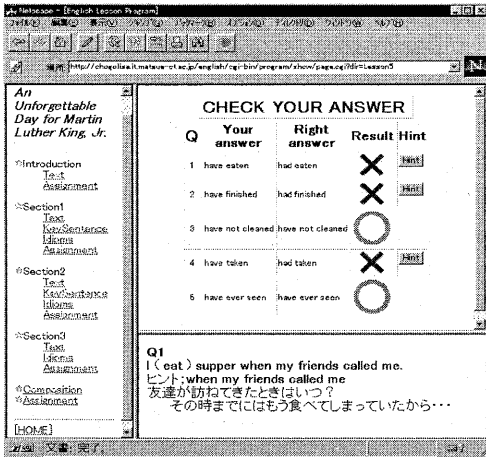 Netscape - [English Lesson Program]
http://chogolisa.it.matsue-ct.ac.jp/english/cgi-bin/program/show/page.cgi?dir=Lesson5
An
Unforgettable
Day for Martin
Luther King, Jr.
☆Introduction
Text
Assignment
☆Section1
Text
KeySentence
Idioms
Assignment
☆Section2
Text
KeySentence
Idioms
Assignment
☆Section3
Text
Idioms
Assignment
☆Composition
☆Assignment
[HOME]
CHECK YOUR ANSWER
Q Your answer Right answer Result Hint
1 have eaten had eaten Hint
2 have finished had finished Hint
3 have not cleaned have not cleaned
4 have taken had taken Hint
5 have ever seen have ever seen
Q1
I ( eat ) supper when my friends called me.
ヒント;when my friends called me
友達が訪ねてきたときはいつ?
その時までにはもう食べてしまっていたから・・・
文書: 完了.